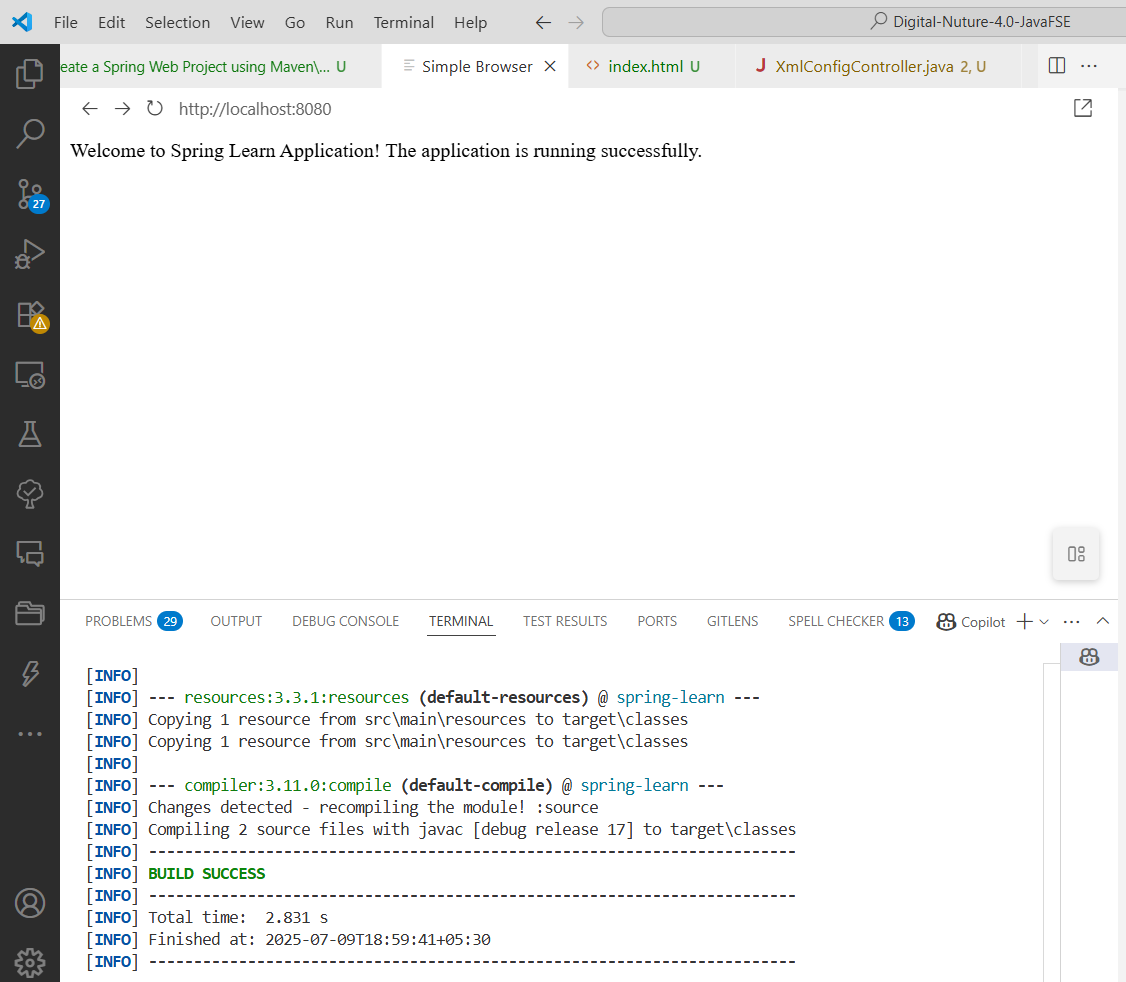 File Edit Selection View Go Run Terminal Help Digital-Nuture-4.0-JavaFSE
eate a Spring Web Project using Maven\... U Simple Browser index.html U J XmlConfigController.java 2, U
http://localhost:8080
Welcome to Spring Learn Application! The application is running successfully.
27
PROBLEMS 29 OUTPUT DEBUG CONSOLE TERMINAL TEST RESULTS PORTS GITLENS SPELL CHECKER 13 Copilot
[INFO]
[INFO] --- resources:3.3.1:resources (default-resources) @ spring-learn ---
[INFO] Copying 1 resource from src\main\resources to target\classes
[INFO] Copying 1 resource from src\main\resources to target\classes
[INFO]
[INFO] --- compiler:3.11.0:compile (default-compile) @ spring-learn ---
[INFO] Changes detected - recompiling the module! :source
[INFO] Compiling 2 source files with javac [debug release 17] to target\classes
[INFO] ------------------------------------------------------------------------
[INFO] BUILD SUCCESS
[INFO] ------------------------------------------------------------------------
[INFO] Total time:  2.831 s
[INFO] Finished at: 2025-07-09T18:59:41+05:30
[INFO] ------------------------------------------------------------------------